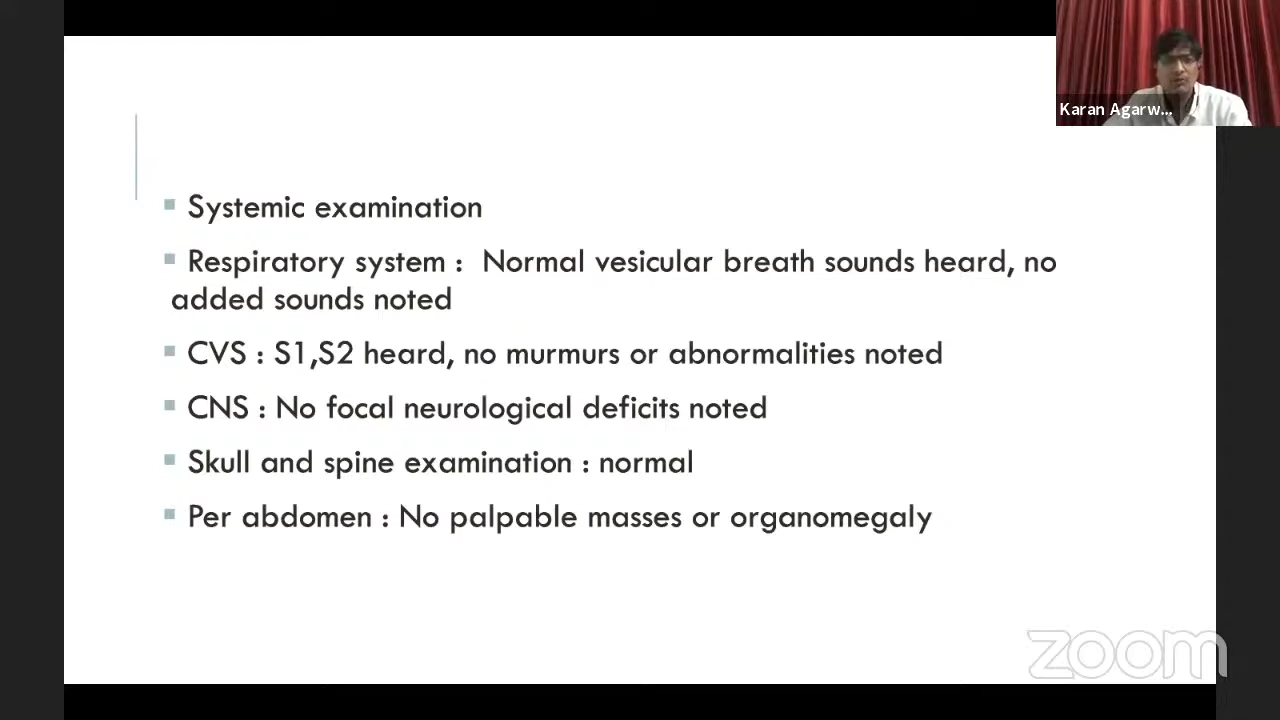 Karan Agarw...
Systemic examination
Respiratory system :  Normal vesicular breath sounds heard, no
added sounds noted
CVS : S1,S2 heard, no murmurs or abnormalities noted
CNS : No focal neurological deficits noted
Skull and spine examination : normal
Per abdomen : No palpable masses or organomegaly
zoom